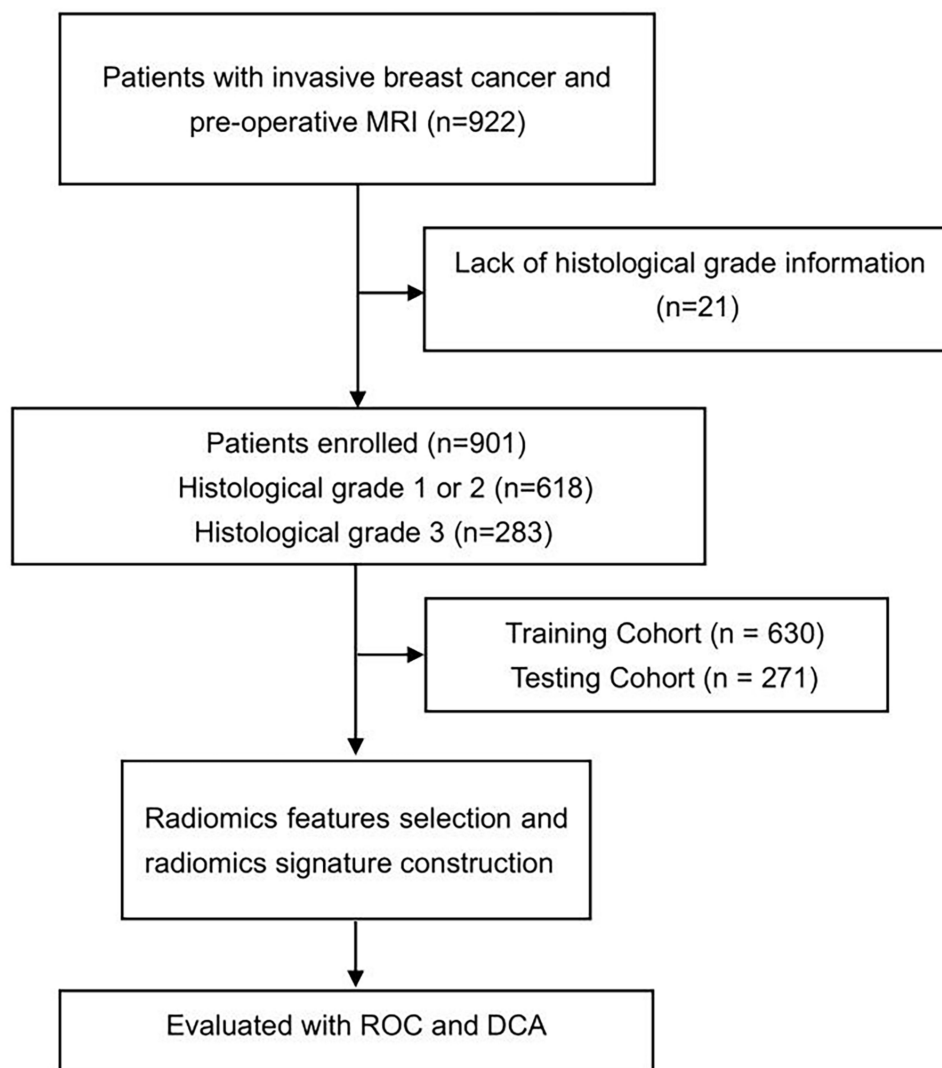 Patients with invasive breast cancer and
pre-operative MRI (n=922)
Lack of histological grade information
(n=21)
Patients enrolled (n=901)
Histological grade 1 or 2 (n=618)
Histological grade 3 (n=283)
Training Cohort (n = 630)
Testing Cohort (n = 271)
Radiomics features selection and
radiomics signature construction
Evaluated with ROC and DCA